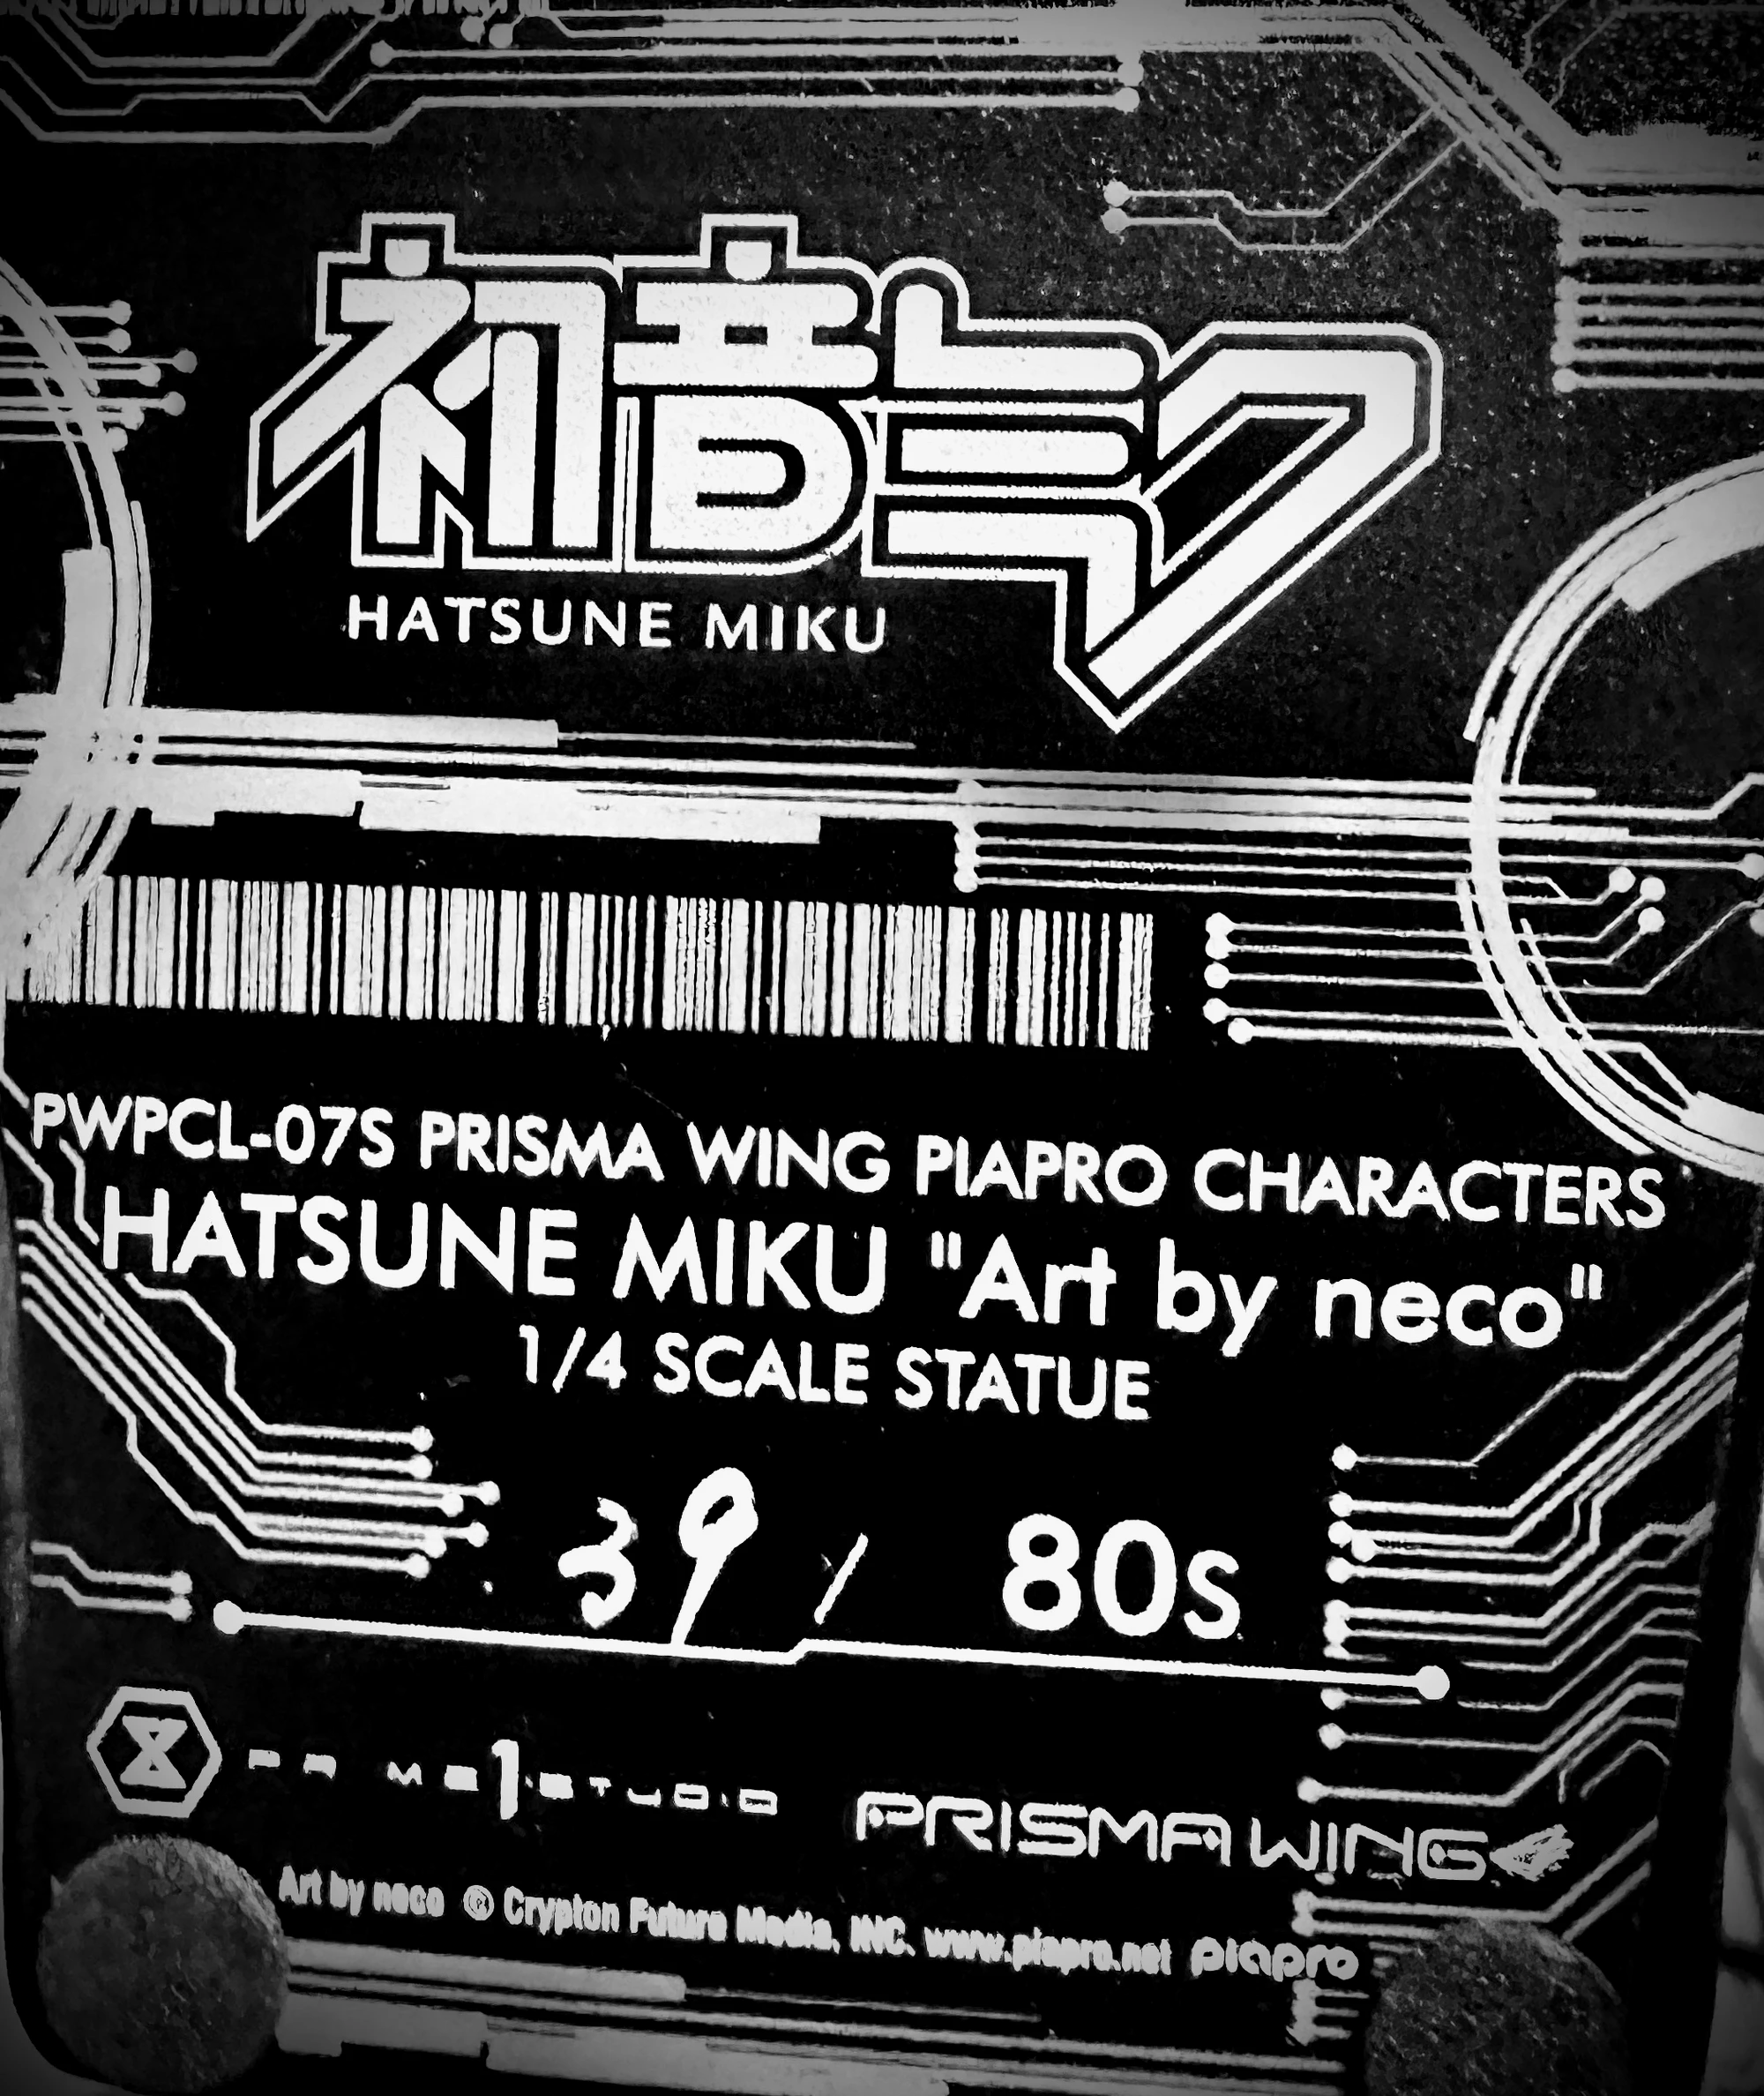 初音ミク
HATSUNE MIKU
PWPCL-07S PRISMA WING PIAPRO CHARACTERS
HATSUNE MIKU "Art by neco"
1/4 SCALE STATUE
39/ 80s
PRIME 1 STUDIO PRISMA WING
Art by neco © Crypton Future Media, INC. www.piapro.net piapro